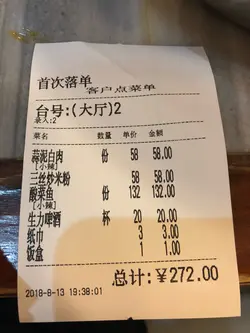 首次落单
客户点菜单
台号:(大厅)2
录入:2
菜名 数量 单价 金额
蒜泥白肉 份 58 58.00
[小辣]
三丝炒米粉 58 58.00
酸菜鱼 份 132 132.00
[小辣]
生力啤酒 杯 20 20.00
纸巾 3 3.00
饭盒 1 1.00
总计:¥272.00
2018-8-13 19:38:01